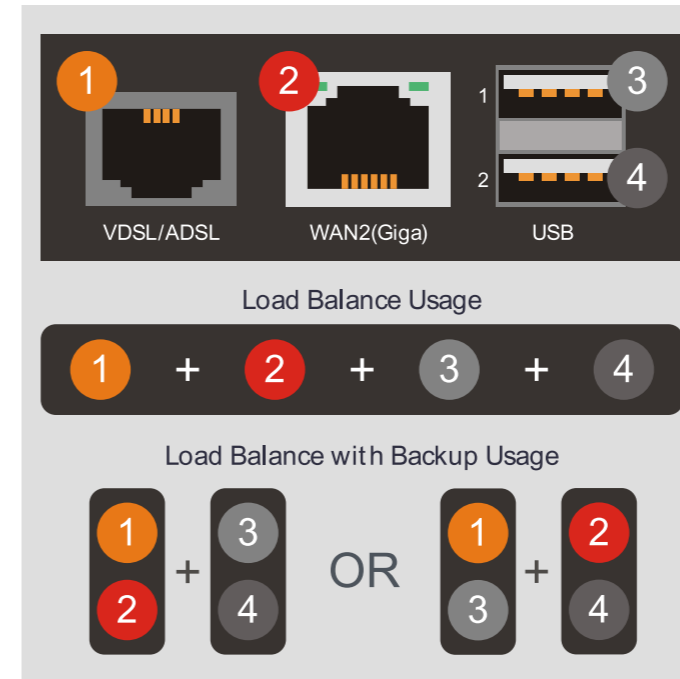 1 2 3
1
2 4
VDSL/ADSL WAN2(Giga) USB
Load Balance Usage
1 + 2 + 3 + 4
Load Balance with Backup Usage
1 3 1 2
+ OR +
2 4 3 4